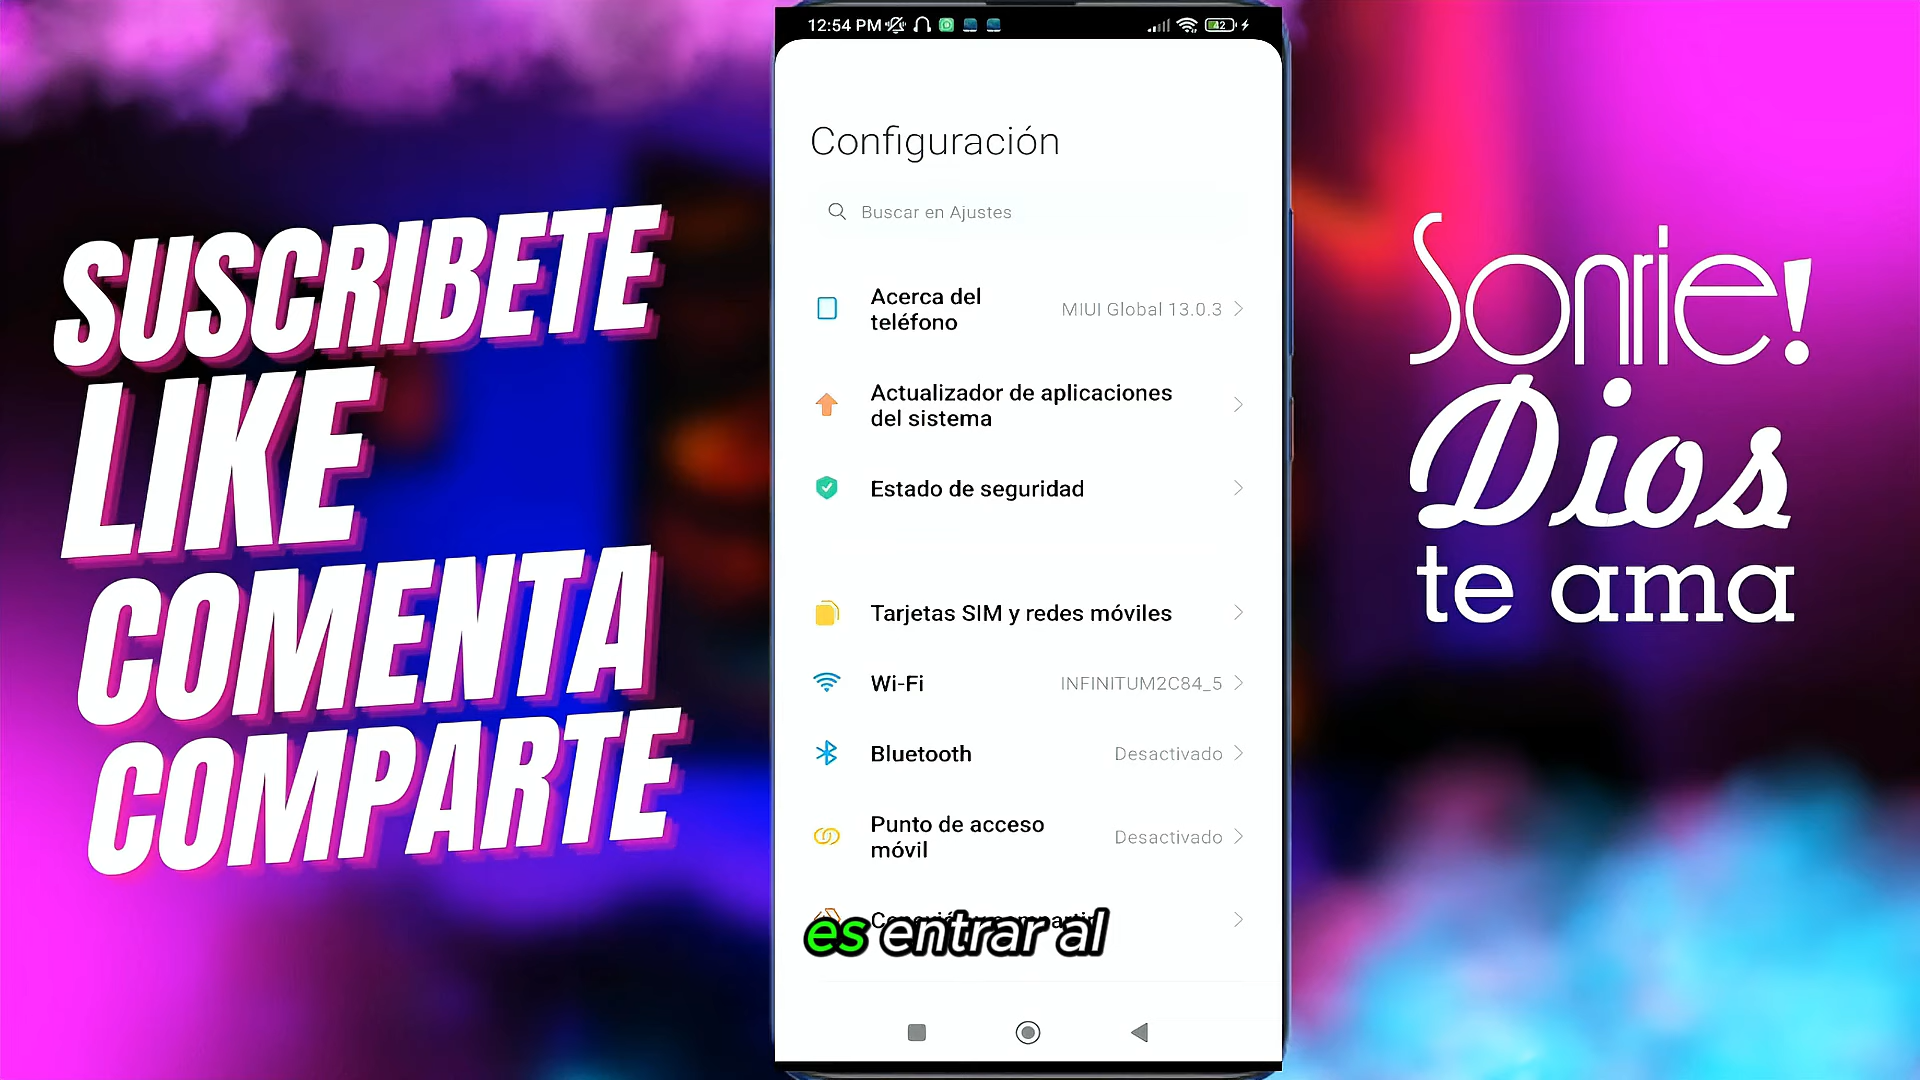 SUSCRIBETE
LIKE
COMENTA
COMPARTE
12:54 PM
42
Configuración
Buscar en Ajustes
Acerca del
teléfono
MIUI Global 13.0.3
Actualizador de aplicaciones
del sistema
Estado de seguridad
Tarjetas SIM y redes móviles
Wi-Fi
INFINITUM2C84_5
Bluetooth
Desactivado
Punto de acceso
móvil
Desactivado
es entrar al
Sonrie!
Dios
te ama